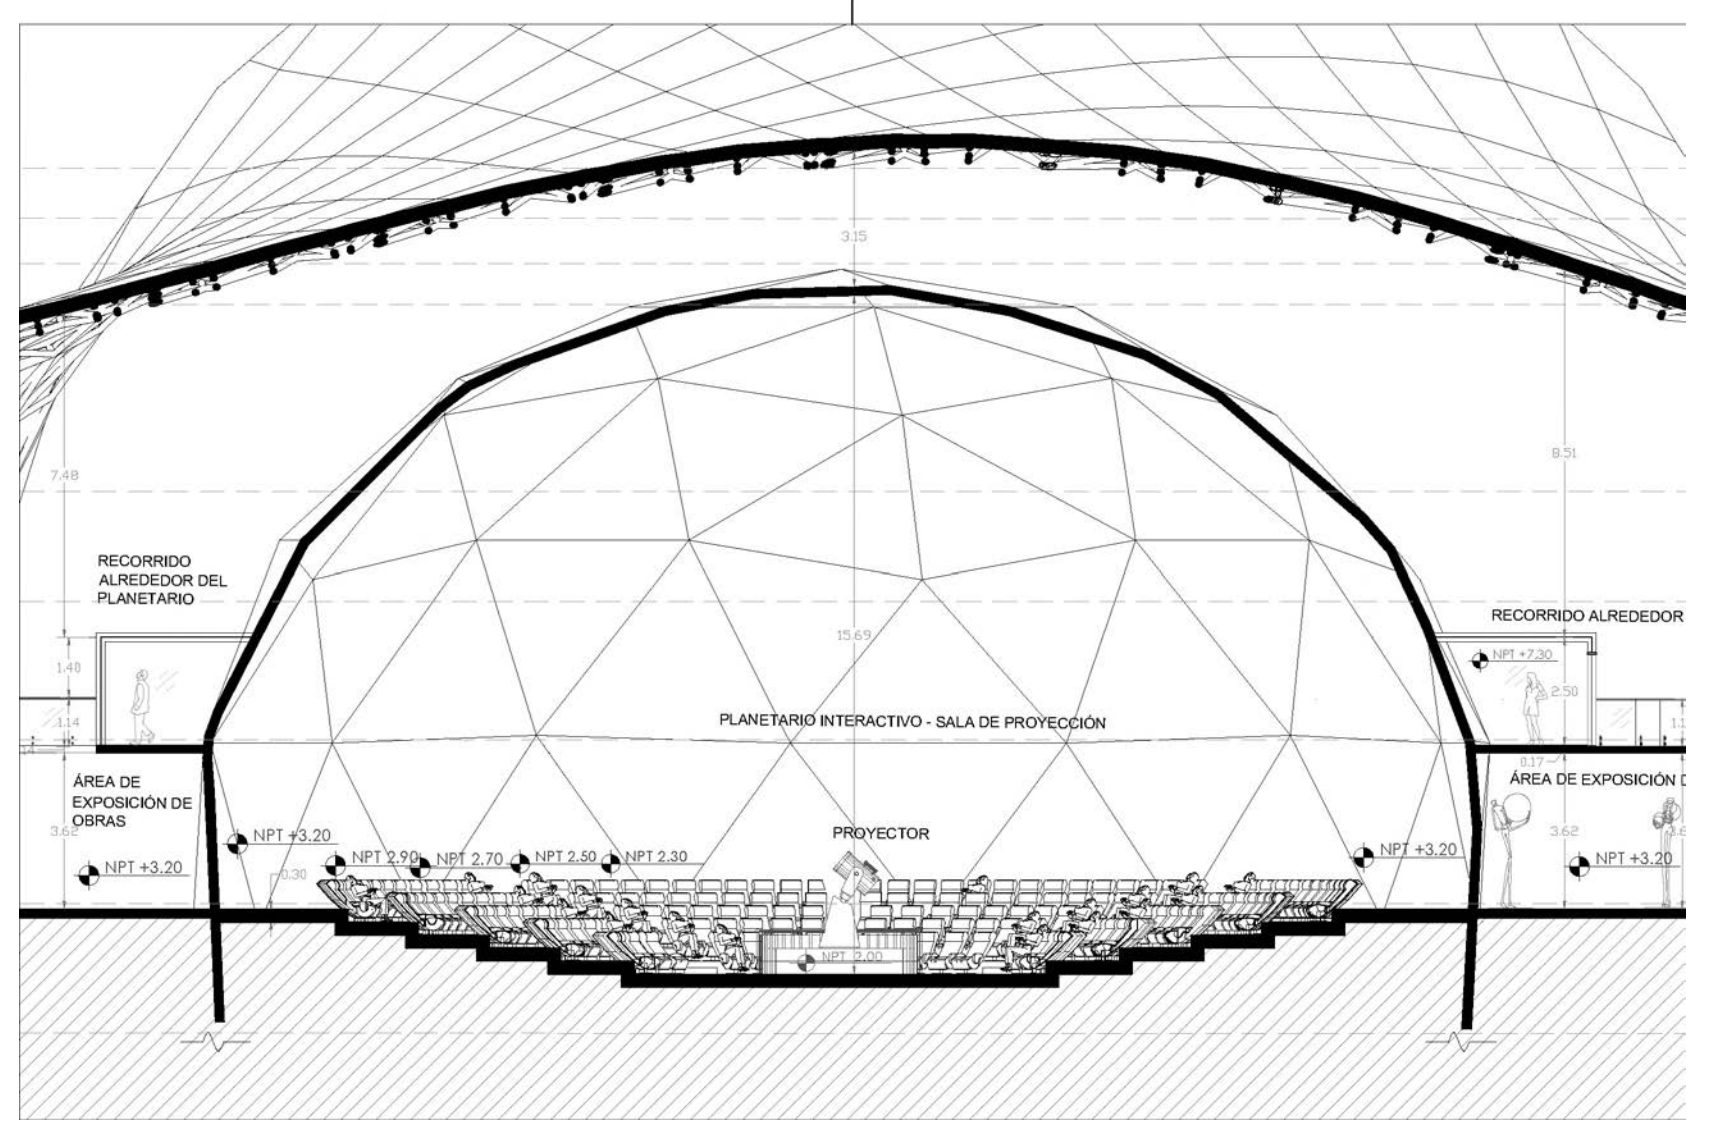 3.15
7.48
8.51
RECORRIDO
ALREDEDOR DEL
PLANETARIO
RECORRIDO ALREDEDOR
15.69
NPT +7.30
1.40
2.50
1.14
PLANETARIO INTERACTIVO - SALA DE PROYECCIÓN
0.17
ÁREA DE
EXPOSICIÓN DE
OBRAS
ÁREA DE EXPOSICIÓN
3.62
3.62
PROYECTOR
NPT +3.20
NPT 2.90
NPT 2.70
NPT 2.50
NPT 2.30
NPT +3.20
NPT +3.20
NPT +3.20
0.30
NPT 2.00